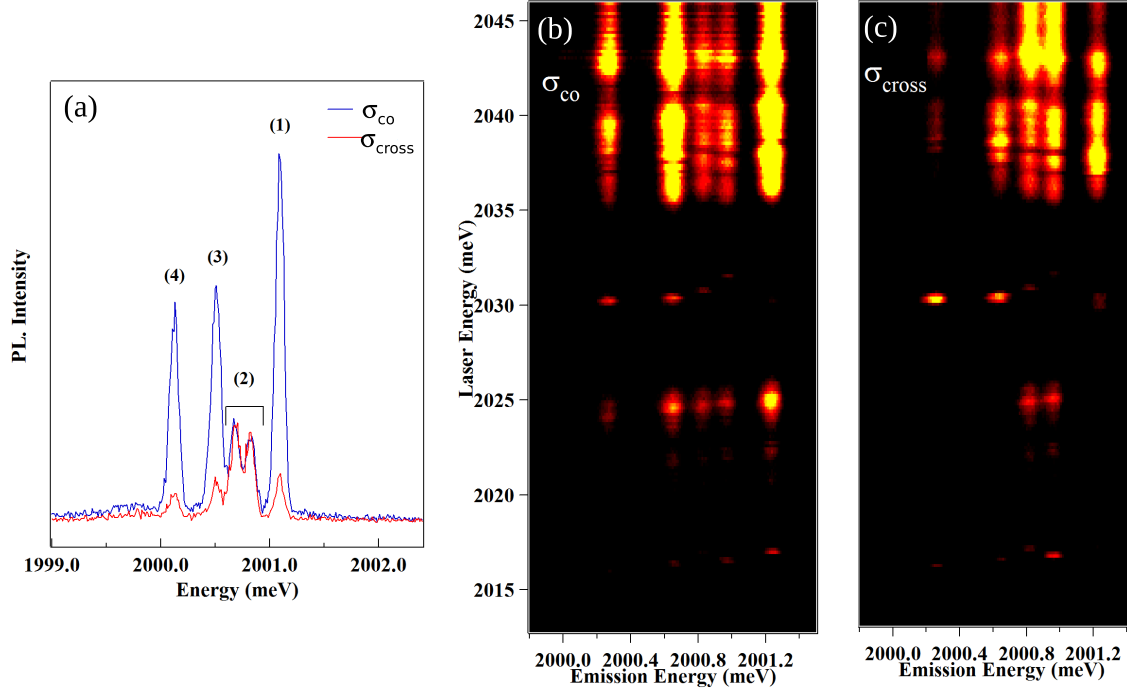 (a)
σco
σcross
(1)
(2)
(3)
(4)
PL. Intensity
1999.0 2000.0 2001.0 2002.0
Energy (meV)
(b)
σco
2045
2040
2035
2030
2025
2020
2015
Laser Energy (meV)
2000.0 2000.4 2000.8 2001.2
Emission Energy (meV)
(c)
σcross
2000.0 2000.4 2000.8 2001.2
Emission Energy (meV)